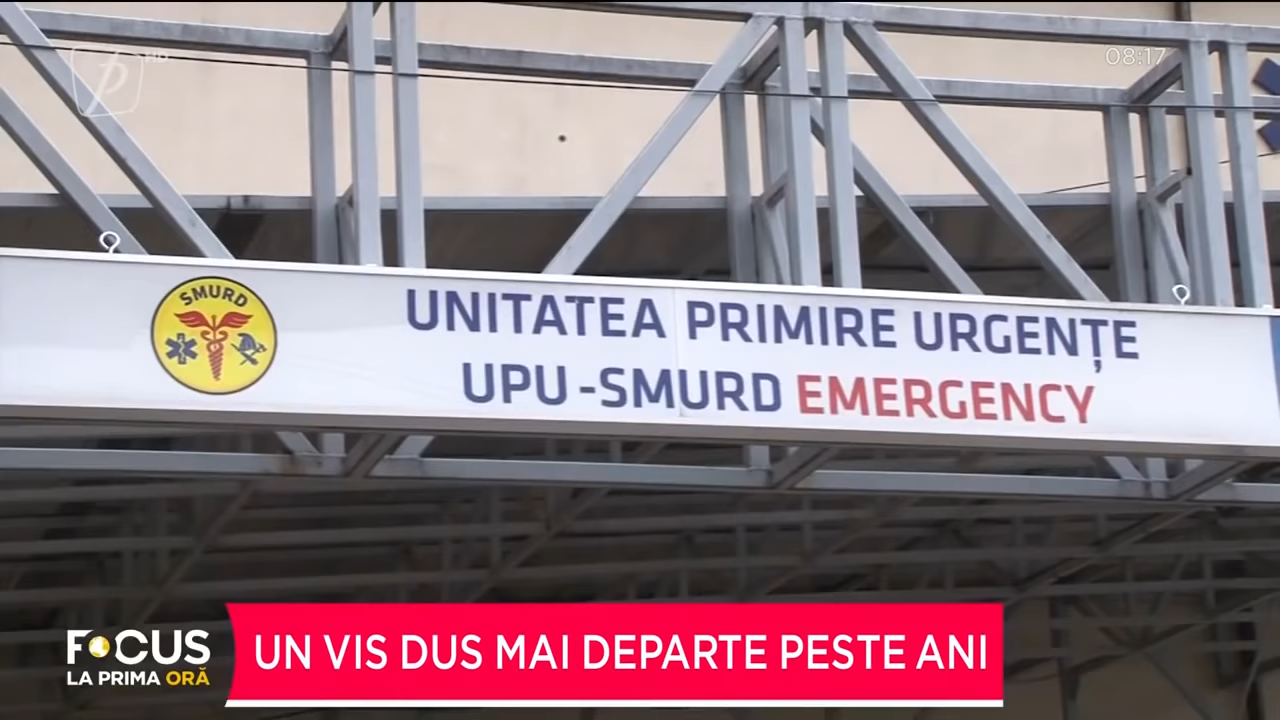 08:17
SMURD
UNITATEA PRIMIRE URGENȚE
UPU-SMURD EMERGENCY
FOCUS
LA PRIMA ORĂ
UN VIS DUS MAI DEPARTE PESTE ANI